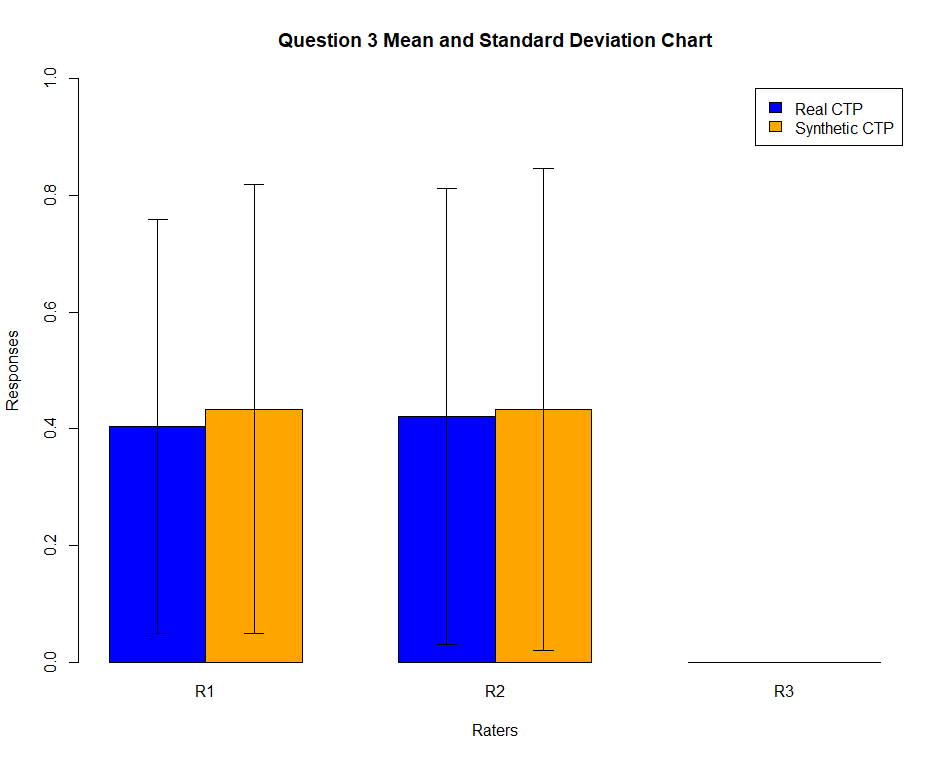 Question 3 Mean and Standard Deviation Chart
Real CTP
Synthetic CTP
Responses
1.0
0.8
0.6
0.4
0.2
0.0
R1
R2
R3
Raters